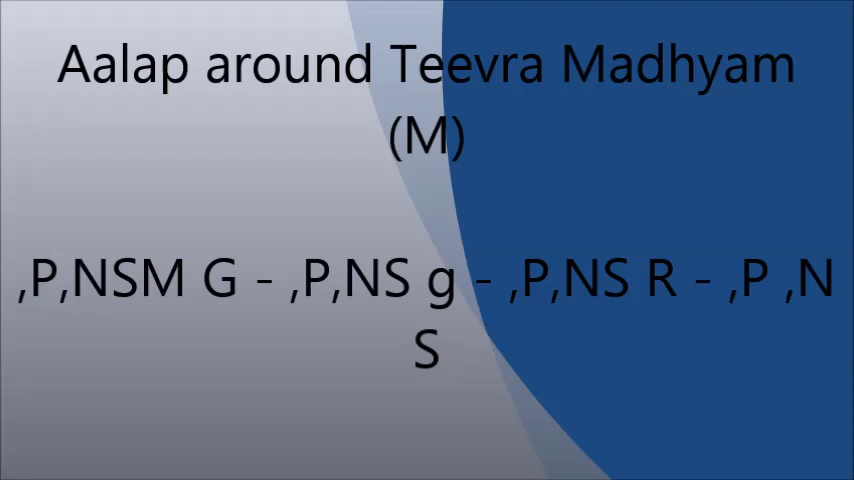 Aalap around Teevra Madhyam
(M)
,P,NSM G - ,P,NS g - ,P,NS R - ,P ,N
S